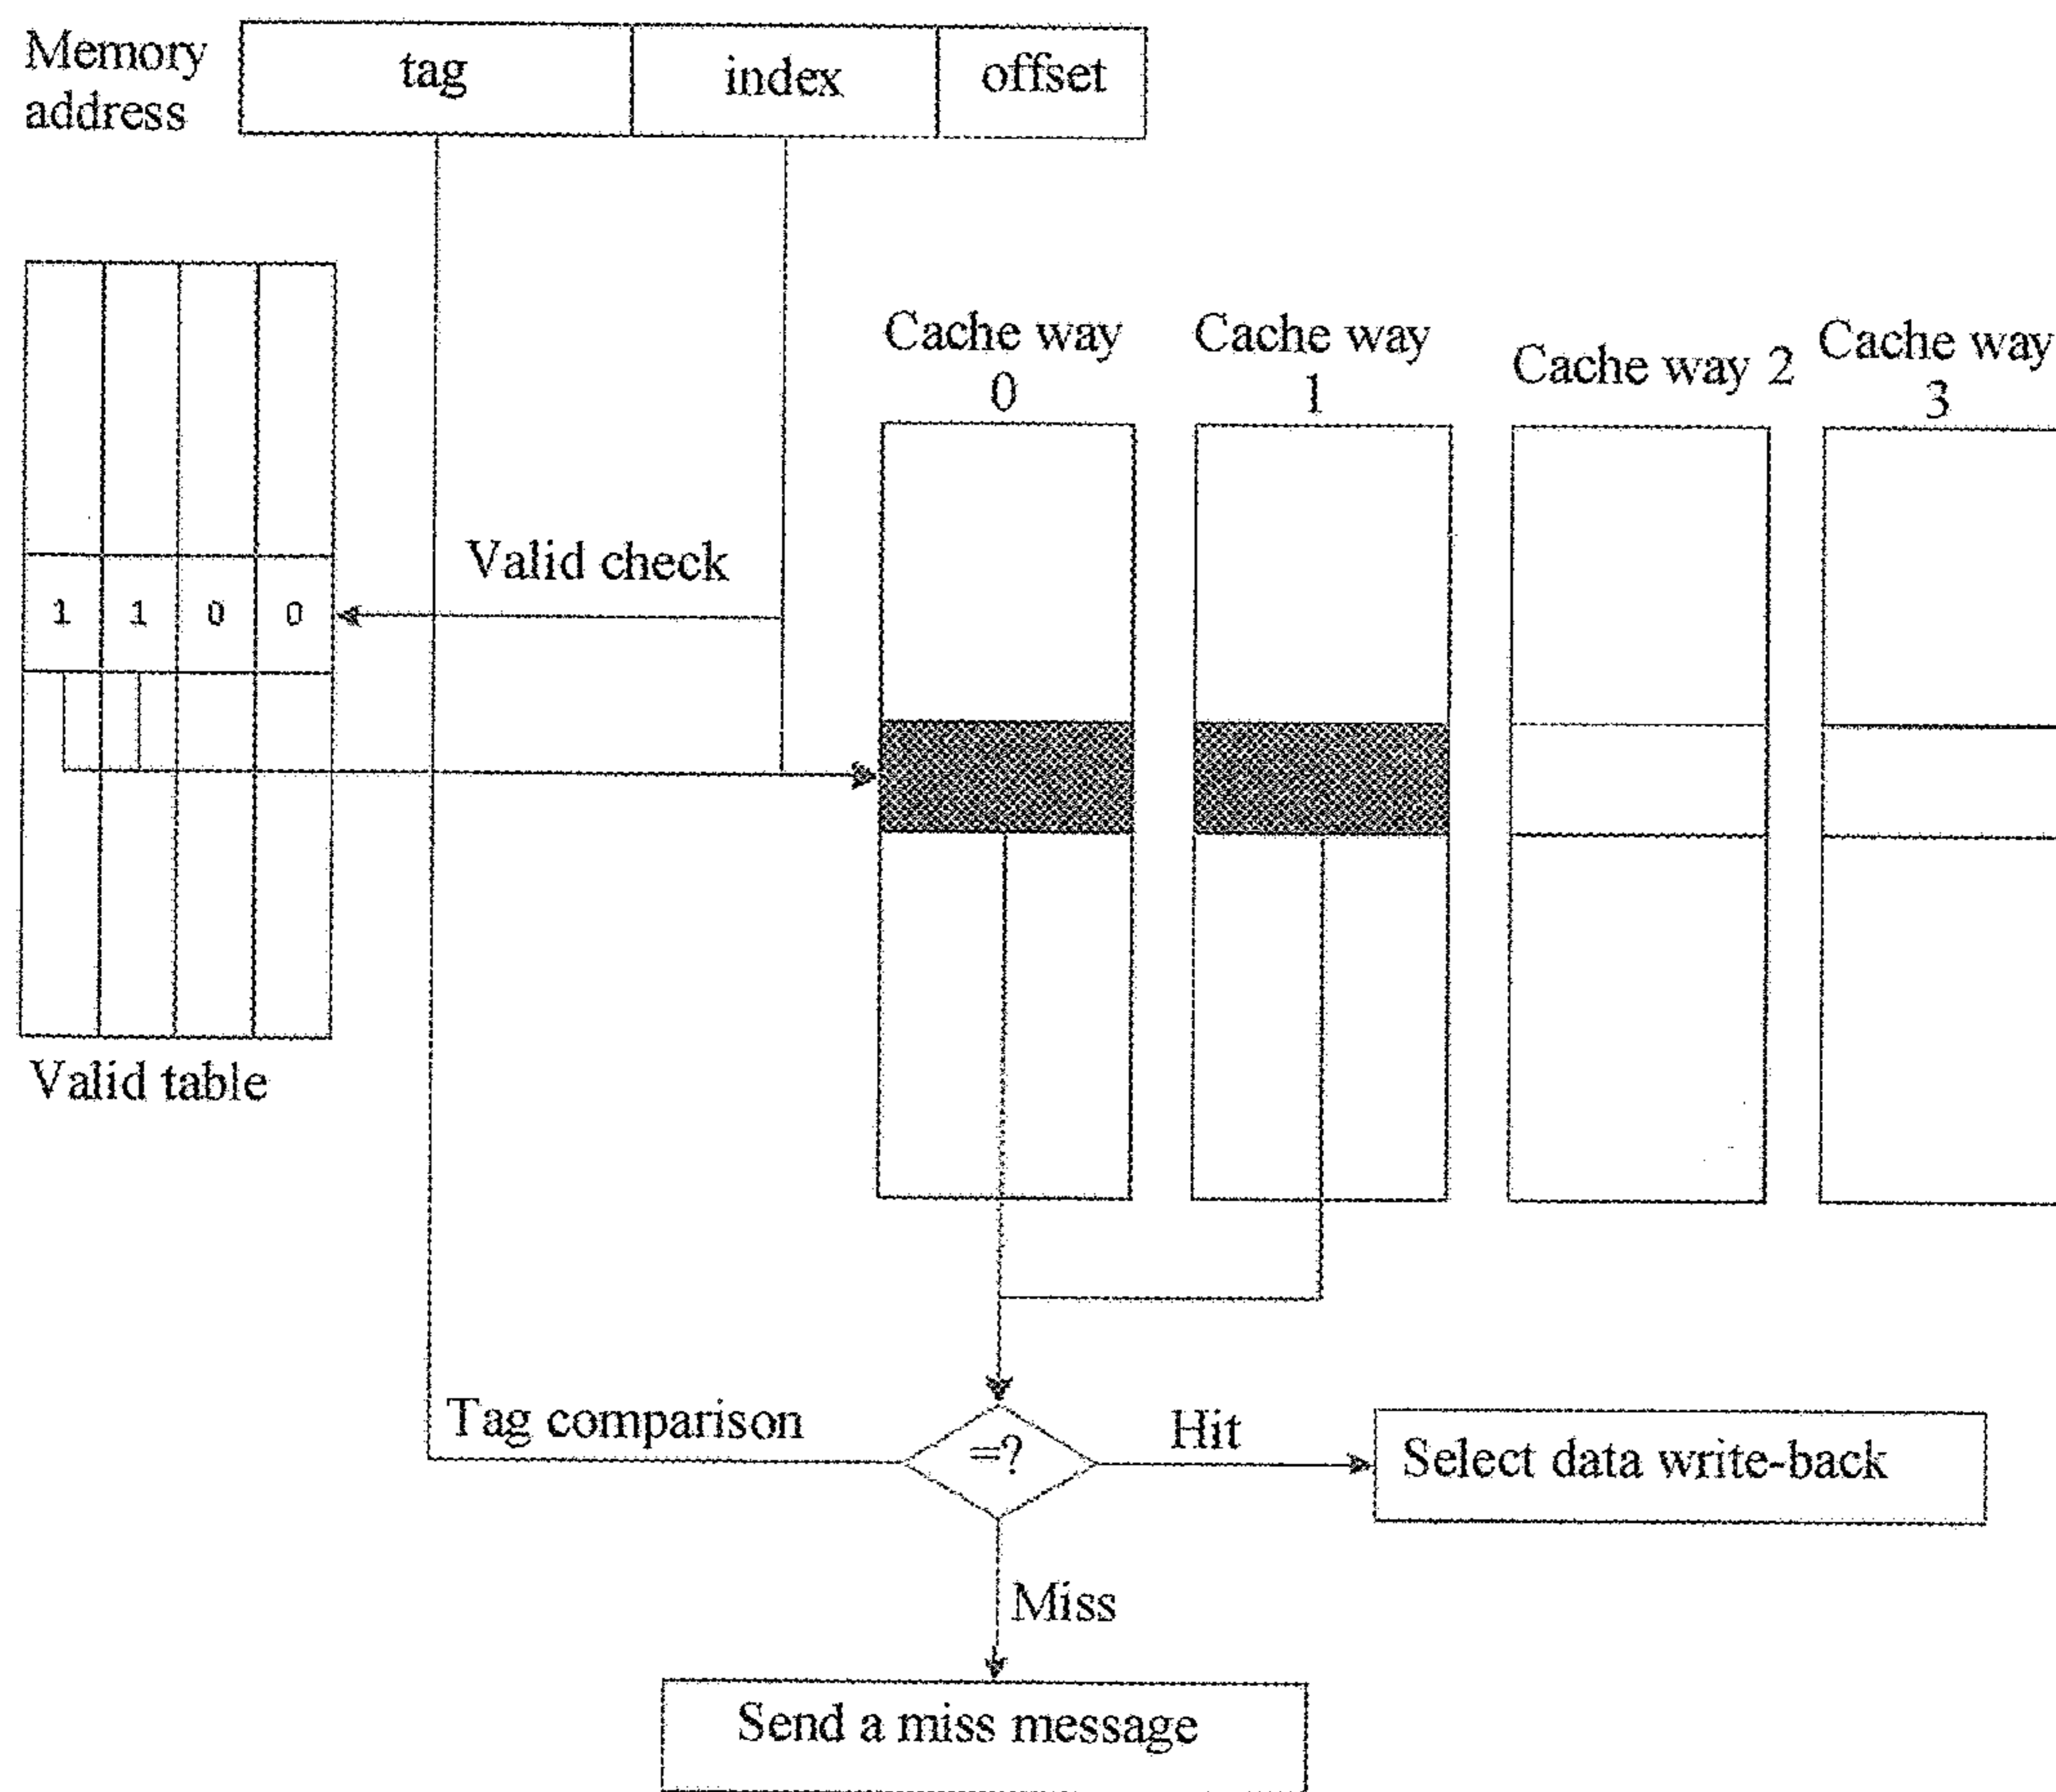 Memory
address
tag
index
offset
Cache way
0
Cache way
1
Cache way 2
Cache way
3
Valid check
1 1 0 0
Valid table
Tag comparison
=?
Hit
Select data write-back
Miss
Send a miss message